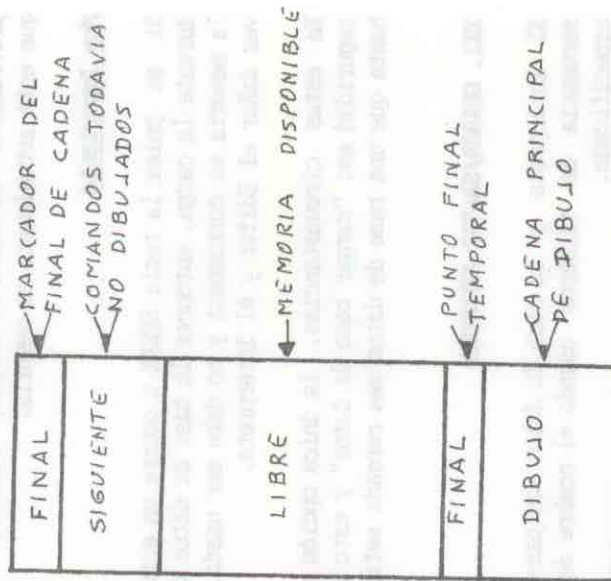 FINAL
MARCADOR DEL
FINAL DE CADENA
SIGUIENTE
COMANDOS TODAVIA
NO DIBUJADOS
LIBRE
MEMORIA DISPONIBLE
FINAL
PUNTO FINAL
TEMPORAL
DIBUJO
CADENA PRINCIPAL
DE DIBUJO